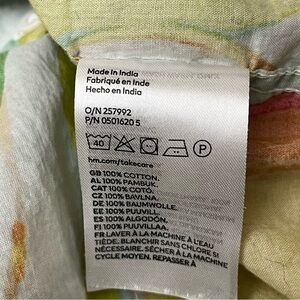 Made in India
Fabriqué en Inde
Hecho en India
O/N 257992
P/N 0501620 5
40
P
hm.com/takecare
GB 100% COTTON.
AL 100% PAMBUK.
CAT 100% COTÓ.
CZ 100% BAVLNA.
DE 100% BAUMWOLLE.
EE 100% PUUVILL.
ES 100% ALGODÓN.
FI 100% PUUVILLAA.
FR LAVER À LA MACHINE À L'EAU
TIÈDE. BLANCHIR SANS CHLORE SI
NÉCESSAIRE. SÉCHER À LA MACHINE
CYCLE MOYEN. REPASSER À